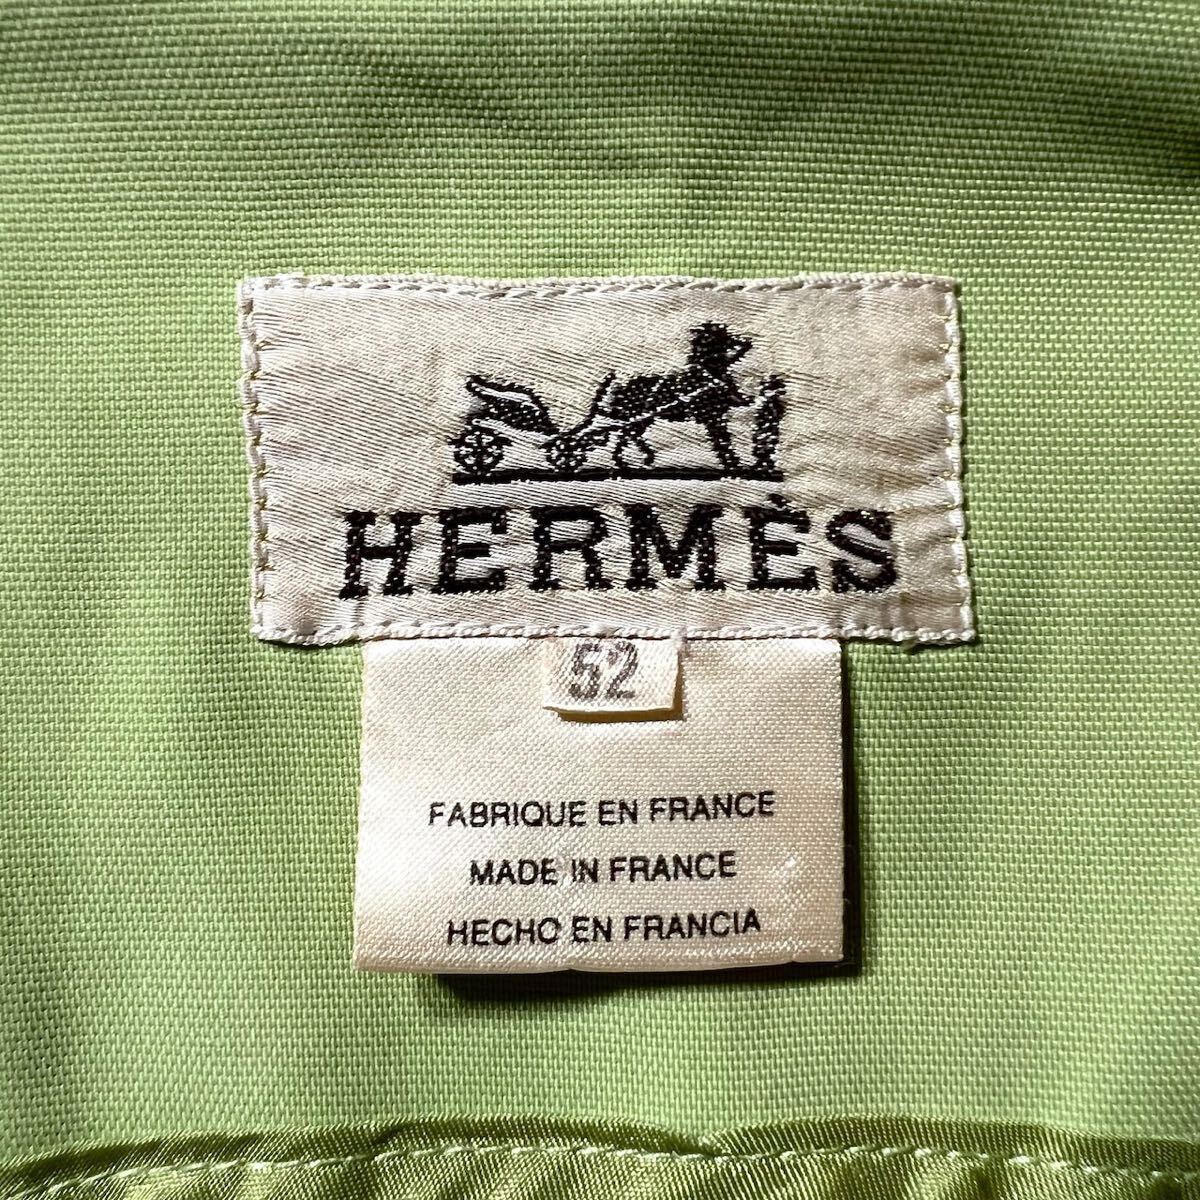 HERMÈS
52
FABRIQUE EN FRANCE
MADE IN FRANCE
HECHO EN FRANCIA